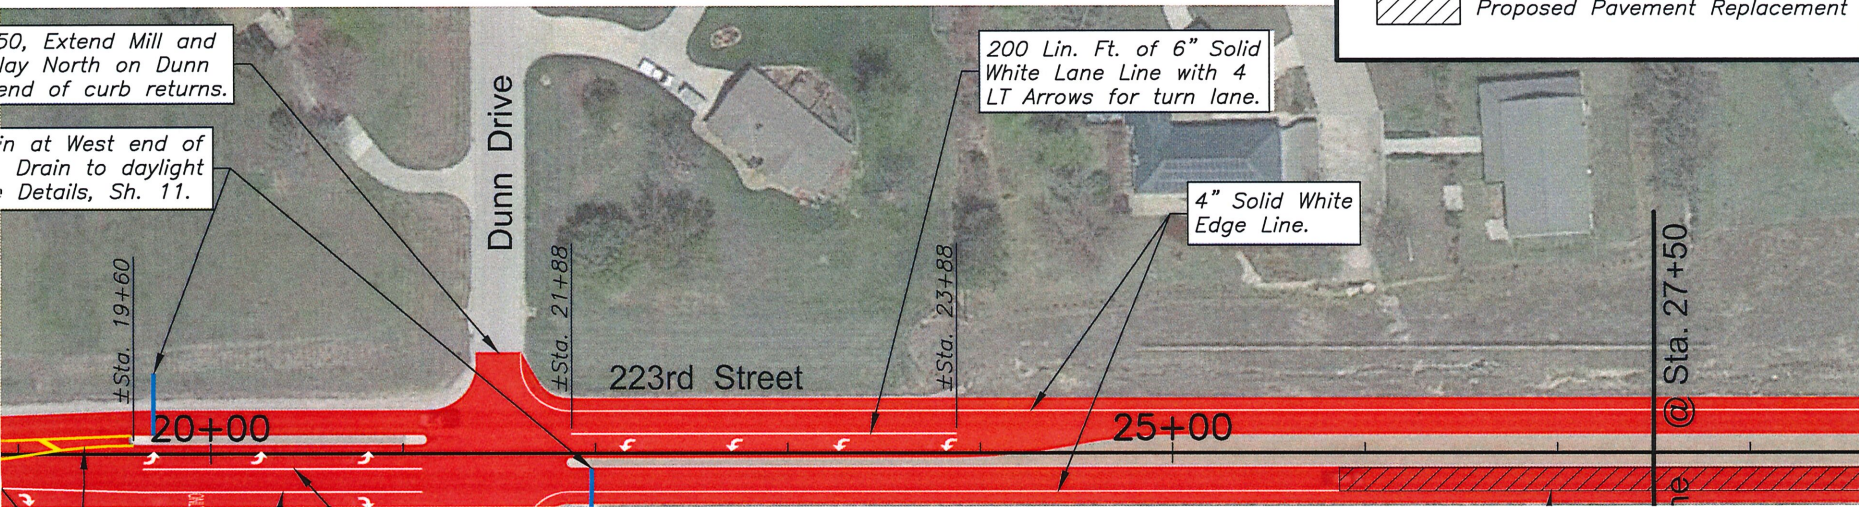 Proposed Pavement Replacement
50, Extend Mill and
lay North on Dunn
end of curb returns.
200 Lin. Ft. of 6" Solid
White Lane Line with 4
LT Arrows for turn lane.
Dunn Drive
at West end of
Drain to daylight
Details, Sh. 11.
4" Solid White
Edge Line.
±Sta. 19+60
±Sta. 21+88
±Sta. 23+88
@ Sta. 27+50
223rd Street
20+00
25+00